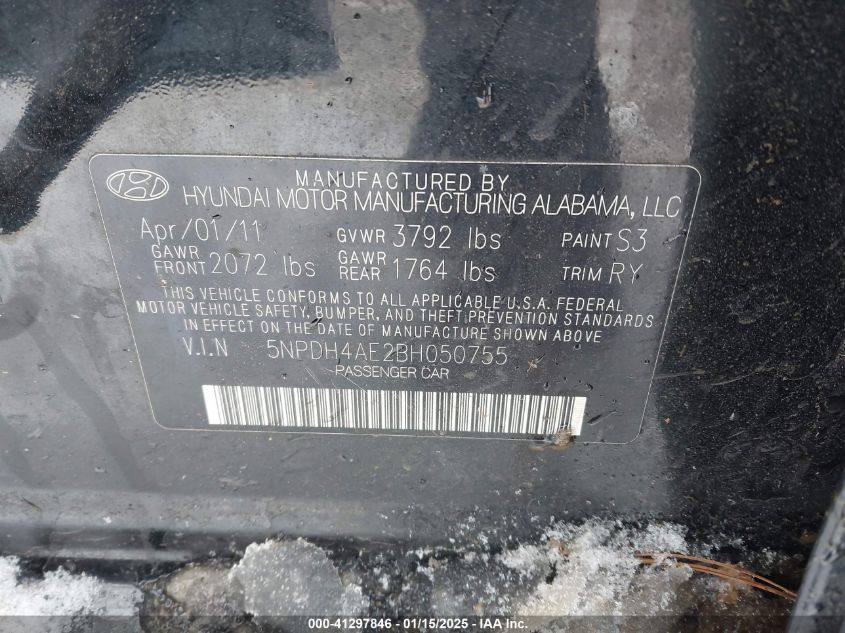 MANUFACTURED BY
HYUNDAI MOTOR MANUFACTURING ALABAMA, LLC
Apr/01/11 GVWR 3792 lbs PAINT S3
GAWR FRONT 2072 lbs GAWR REAR 1764 lbs TRIM RY
THIS VEHICLE CONFORMS TO ALL APPLICABLE U.S.A. FEDERAL
MOTOR VEHICLE SAFETY, BUMPER, AND THEFT PREVENTION STANDARDS
IN EFFECT ON THE DATE OF MANUFACTURE SHOWN ABOVE
V.I.N 5NPDH4AE2BH050755
PASSENGER CAR
000-41297846 - 01/15/2025 - IAA Inc.